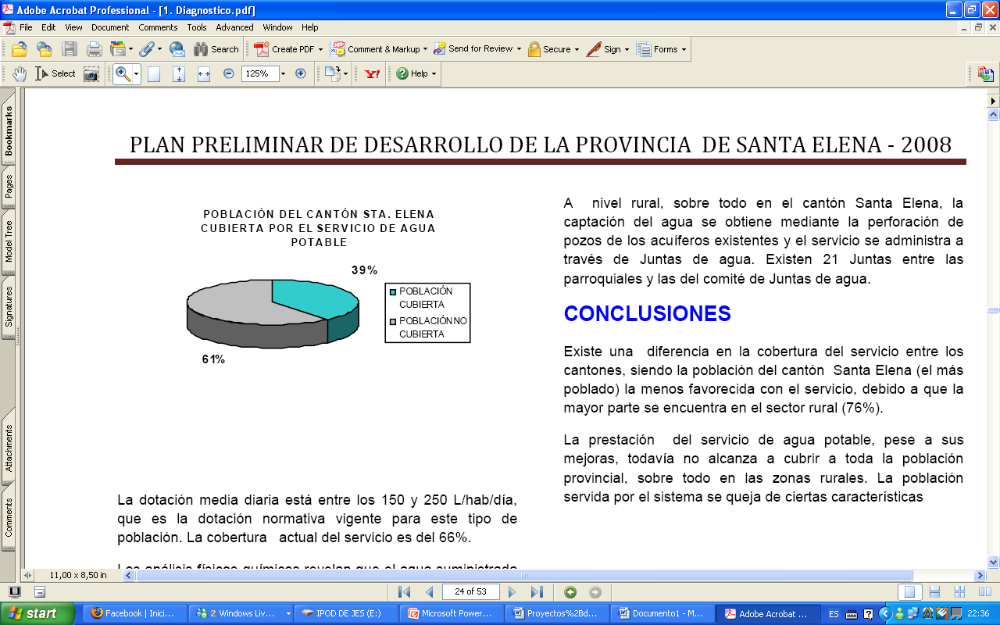 Adobe Acrobat Professional - [1. Diagnostico.pdf]
File Edit View Document Comments Tools Advanced Window Help
Search Create PDF Comment & Markup Send for Review Secure Sign Forms
Select 125% Y! Help
Bookmarks
Pages
Model Tree
Signatures
Attachments
Comments
PLAN PRELIMINAR DE DESARROLLO DE LA PROVINCIA DE SANTA ELENA - 2008
POBLACIÓN DEL CANTÓN STA. ELENA
CUBIERTA POR EL SERVICIO DE AGUA
POTABLE
39%
POBLACIÓN
CUBIERTA
POBLACIÓN NO
CUBIERTA
61%
La dotación media diaria está entre los 150 y 250 L/hab/día,
que es la dotación normativa vigente para este tipo de
población. La cobertura actual del servicio es del 66%.
Los análisis físicos químicos revelan que el agua suministrada
A nivel rural, sobre todo en el cantón Santa Elena, la
captación del agua se obtiene mediante la perforación de
pozos de los acuíferos existentes y el servicio se administra a
través de Juntas de agua. Existen 21 Juntas entre las
parroquiales y las del comité de Juntas de agua.
CONCLUSIONES
Existe una diferencia en la cobertura del servicio entre los
cantones, siendo la población del cantón Santa Elena (el más
poblado) la menos favorecida con el servicio, debido a que la
mayor parte se encuentra en el sector rural (76%).
La prestación del servicio de agua potable, pese a sus
mejoras, todavía no alcanza a cubrir a toda la población
provincial, sobre todo en las zonas rurales. La población
servida por el sistema se queja de ciertas características
11,00 x 8,50 in
24 of 53
start Facebook | Inici... 2 Windows Liv... IPOD DE JES (E:) Microsoft Power... Proyectos%2Bd... Documento1 - M... Adobe Acrobat ... ES 22:36